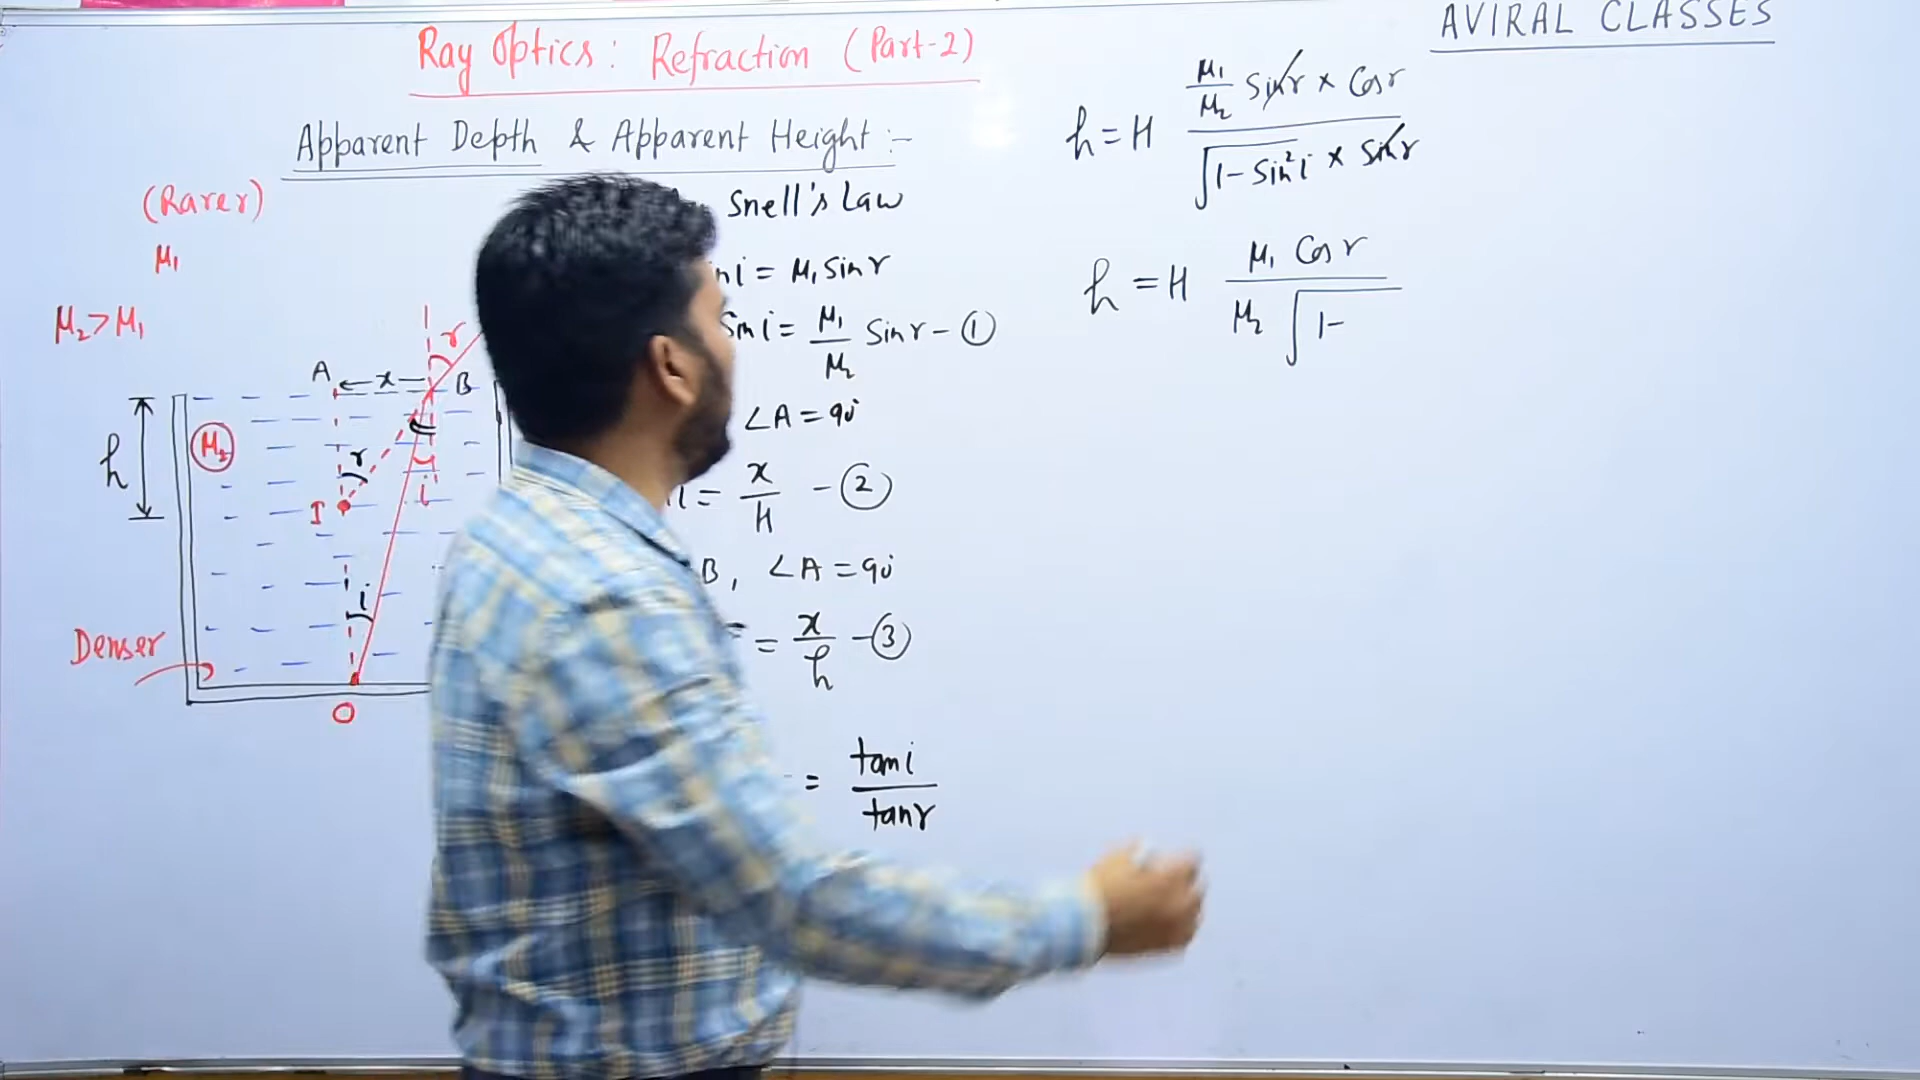 AVIRAL CLASSES
Ray Optics: Refraction (Part-2)
Apparent Depth & Apparent Height :-
(Rarer)
μ₁
μ₂>μ₁
A
x
B
r
h
μ₂
r
I
i
i
Denser
O
Snell's Law
i = μ₁ sin r
Sin i = μ₁/μ₂ Sin r - ①
∠A = 90°
= x/H - ②
B, ∠A = 90°
= x/h - ③
= tan i/tan r
h = H (μ₁/μ₂ Sin r × Cos r)/(√(1 - Sin² i) × Sin r)
h = H (μ₁ Cos r)/(μ₂ √(1 -